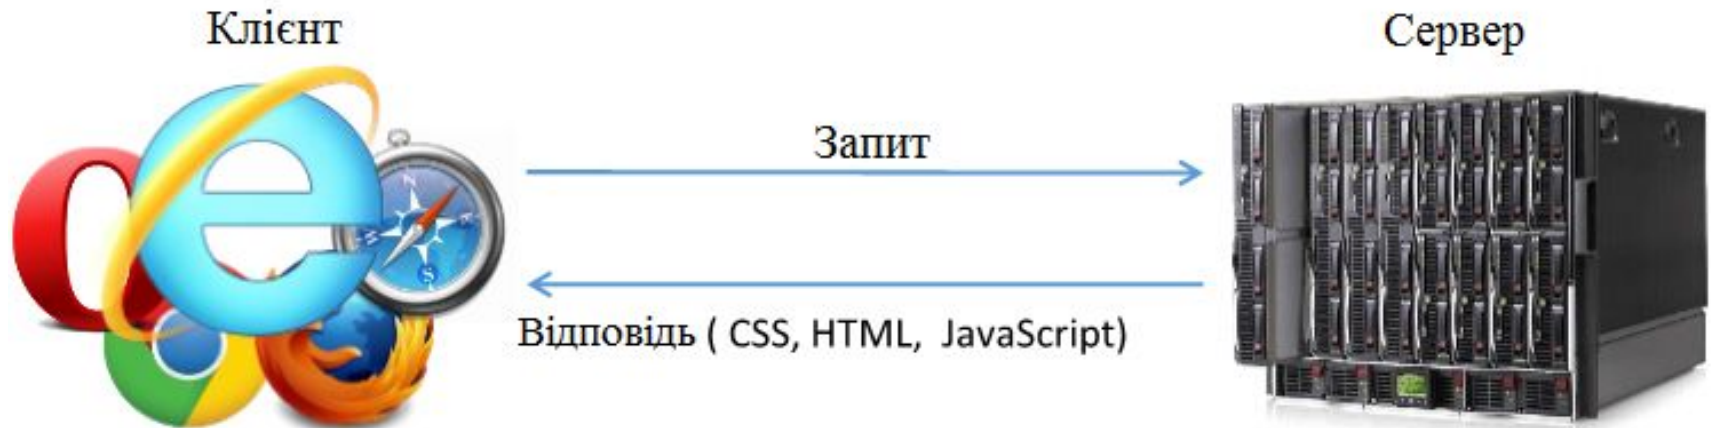 Клієнт
Сервер
Запит
Відповідь ( CSS, HTML, JavaScript)